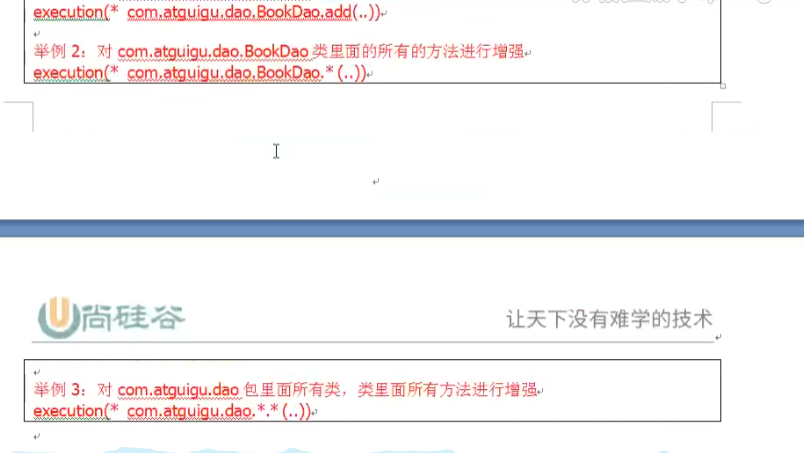 execution(* com.atguigu.dao.BookDao.add(..))
举例 2：对 com.atguigu.dao.BookDao 类里面的所有的方法进行增强
execution(* com.atguigu.dao.BookDao.* (..))
尚硅谷
让天下没有难学的技术
举例 3：对 com.atguigu.dao 包里面所有类，类里面所有方法进行增强
execution(* com.atguigu.dao.*.* (..))